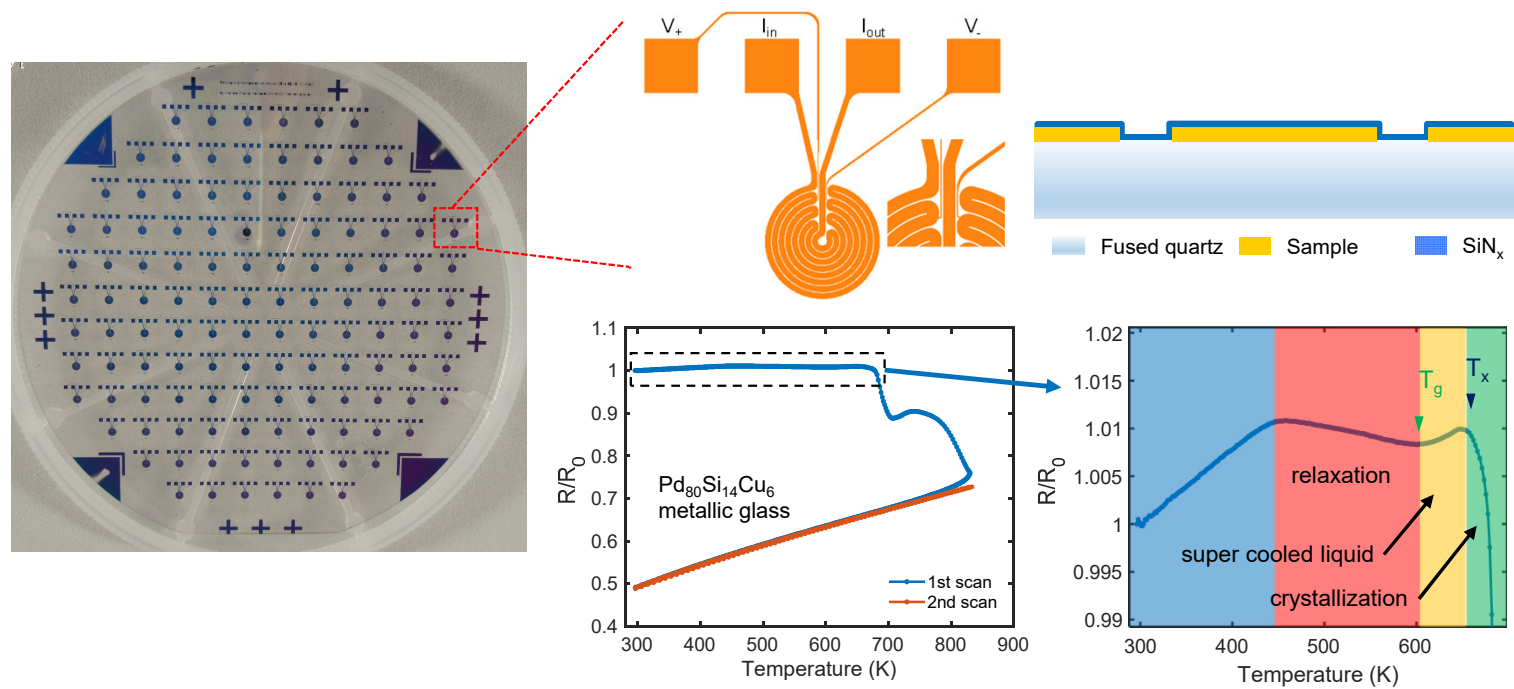 V₊ I_in I_out V₋
Fused quartz Sample SiNₓ
1.1
1
0.9
0.8
0.7
0.6
0.5
0.4
R/R₀
Pd₈₀Si₁₄Cu₆
metallic glass
1st scan
2nd scan
300 400 500 600 700 800 900
Temperature (K)
1.02
1.015
1.01
1.005
1
0.995
0.99
R/R₀
T_g
Tₓ
relaxation
super cooled liquid
crystallization
300 400 500 600
Temperature (K)